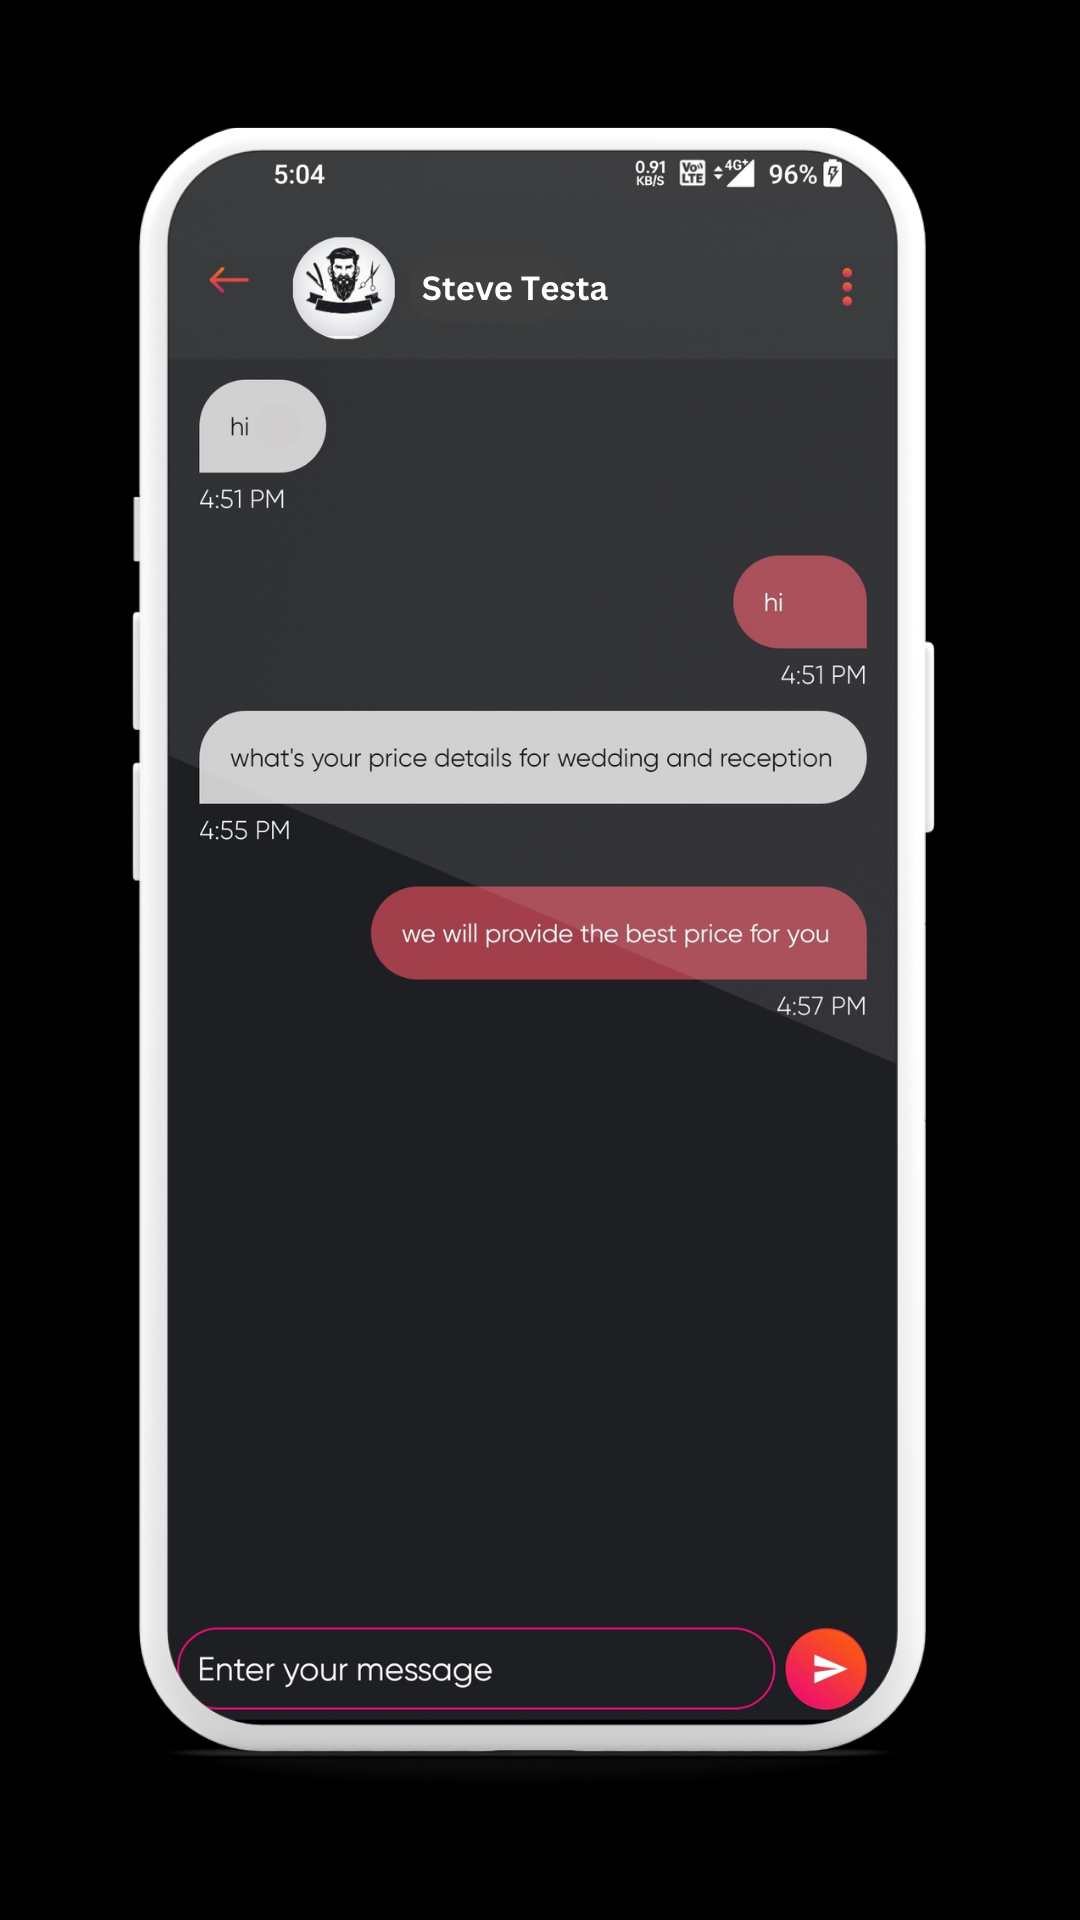 5:04
0.91
KB/S
Vo))
LTE
4G+
96%
Steve Testa
hi
4:51 PM
hi
4:51 PM
what's your price details for wedding and reception
4:55 PM
we will provide the best price for you
4:57 PM
Enter your message